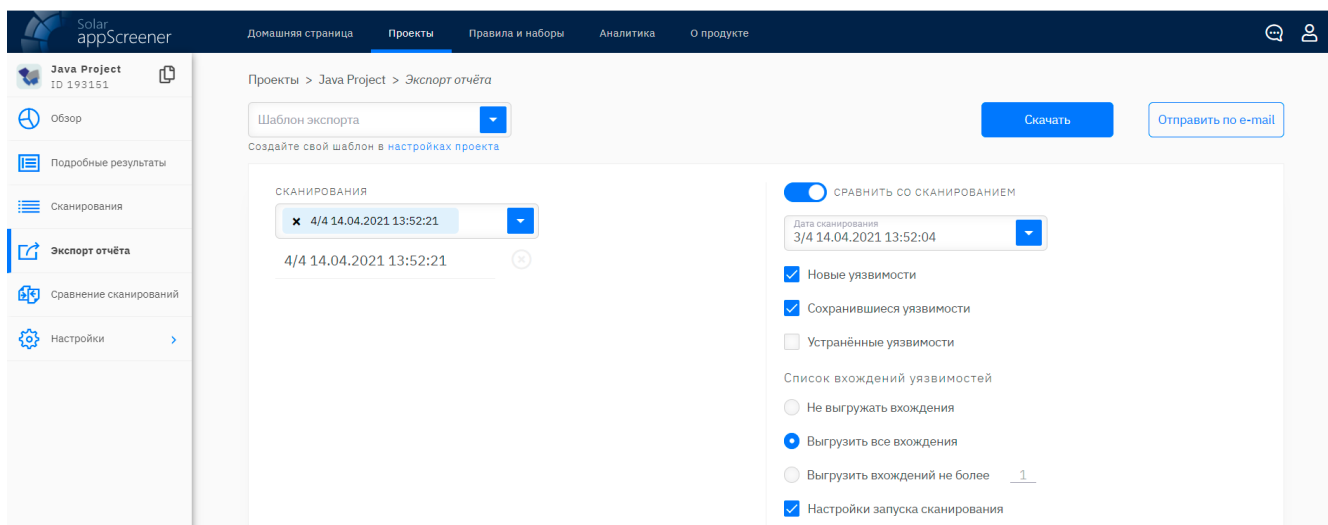 Solar
appScreener
Домашняя страница Проекты Правила и наборы Аналитика О продукте
Java Project
ID 193151
Обзор
Подробные результаты
Сканирования
Экспорт отчёта
Сравнение сканирований
Настройки
Проекты > Java Project > Экспорт отчёта
Шаблон экспорта
Скачать
Отправить по e-mail
Создайте свой шаблон в настройках проекта
СКАНИРОВАНИЯ
4/4 14.04.2021 13:52:21
4/4 14.04.2021 13:52:21
СРАВНИТЬ СО СКАНИРОВАНИЕМ
Дата сканирования
3/4 14.04.2021 13:52:04
Новые уязвимости
Сохранившиеся уязвимости
Устранённые уязвимости
Список вхождений уязвимостей
Не выгружать вхождения
Выгрузить все вхождения
Выгрузить вхождений не более 1
Настройки запуска сканирования